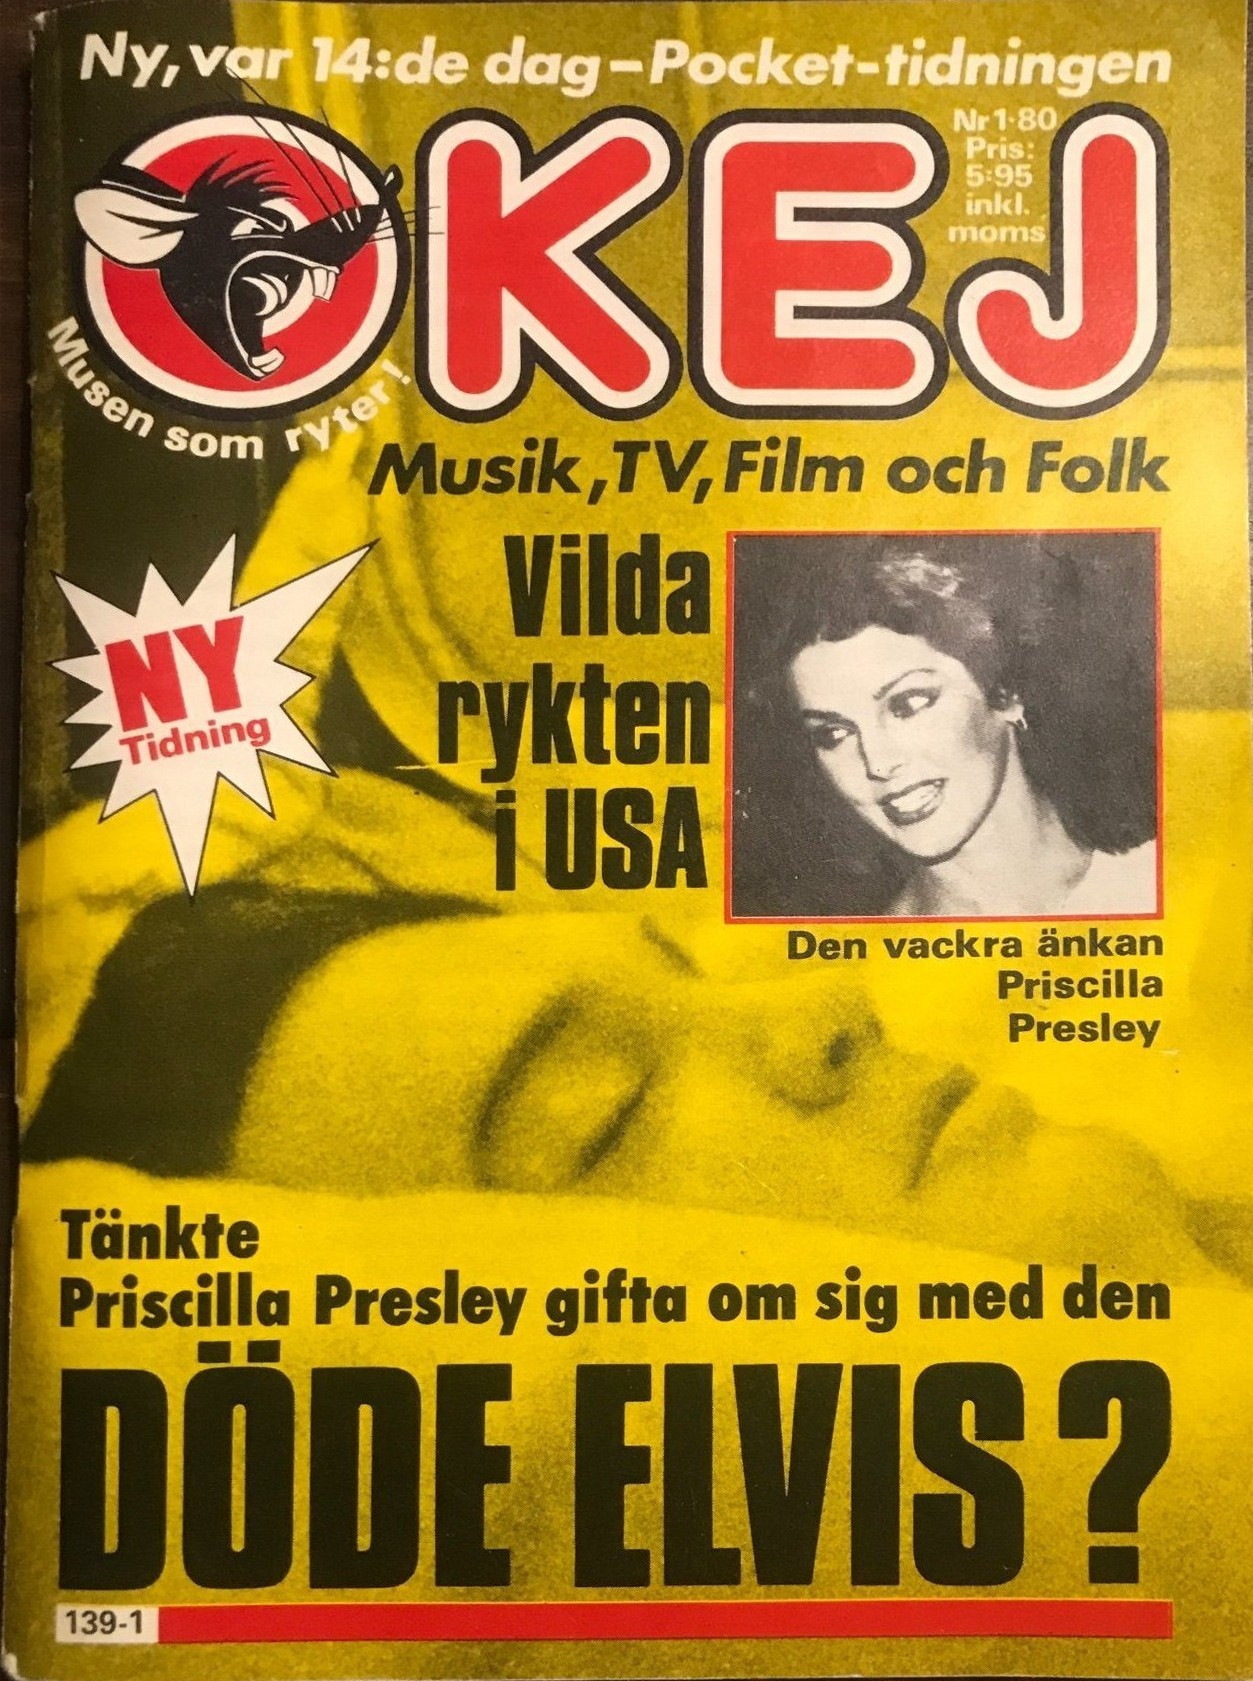 Ny, var 14:de dag – Pocket-tidningen
OKEJ
Nr 1·80
Pris:
5:95
inkl.
moms
Musen som ryter!
Musik, TV, Film och Folk
NY
Tidning
Vilda
rykten
i USA
Den vackra änkan
Priscilla
Presley
Tänkte
Priscilla Presley gifta om sig med den
DÖDE ELVIS?
139-1